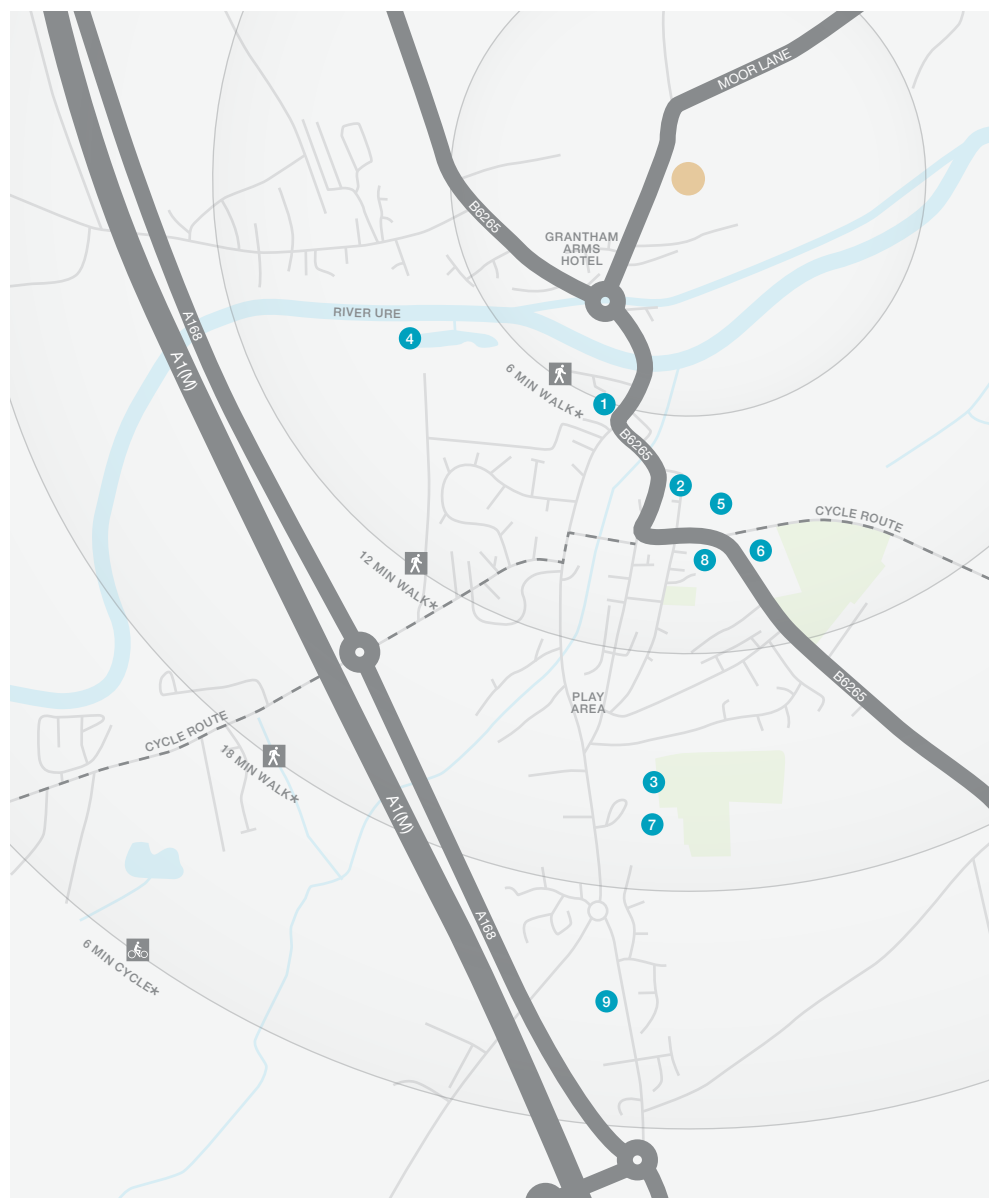 MOOR LANE
B6265
GRANTHAM
ARMS
HOTEL
RIVER URE
A168
A1(M)
4
6 MIN WALK*
1
B6265
2
5
CYCLE ROUTE
6
8
12 MIN WALK*
B6265
PLAY
AREA
CYCLE ROUTE
18 MIN WALK*
3
A1(M)
7
A168
6 MIN CYCLE*
9